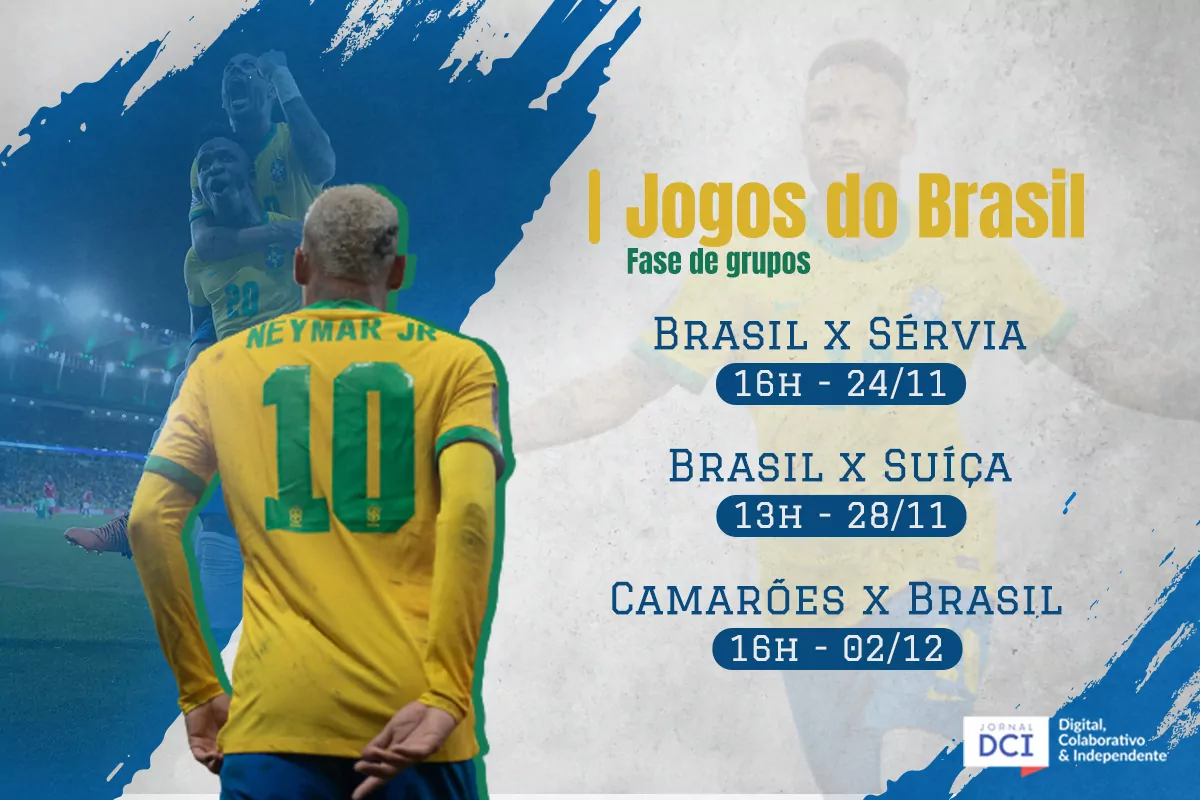 20
NEYMAR JR
10
Jogos do Brasil
Fase de grupos
BRASIL X SÉRVIA
16H - 24/11
BRASIL X SUÍÇA
13H - 28/11
CAMARÕES X BRASIL
16H - 02/12
JORNAL
DCI
Digital,
Colaborativo
& Independente